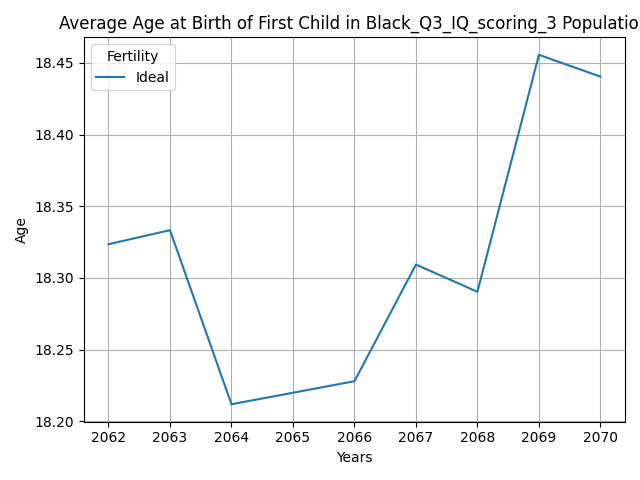 Average Age at Birth of First Child in Black_Q3_IQ_scoring_3 Populatio
Fertility
Ideal
18.45
18.40
18.35
18.30
18.25
18.20
Age
2062 2063 2064 2065 2066 2067 2068 2069 2070
Years